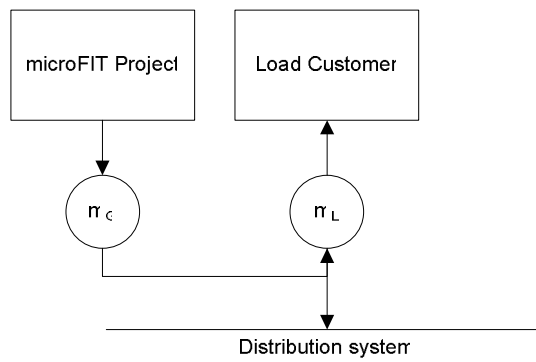 microFIT Project
Load Customer
m G
m L
Distribution system